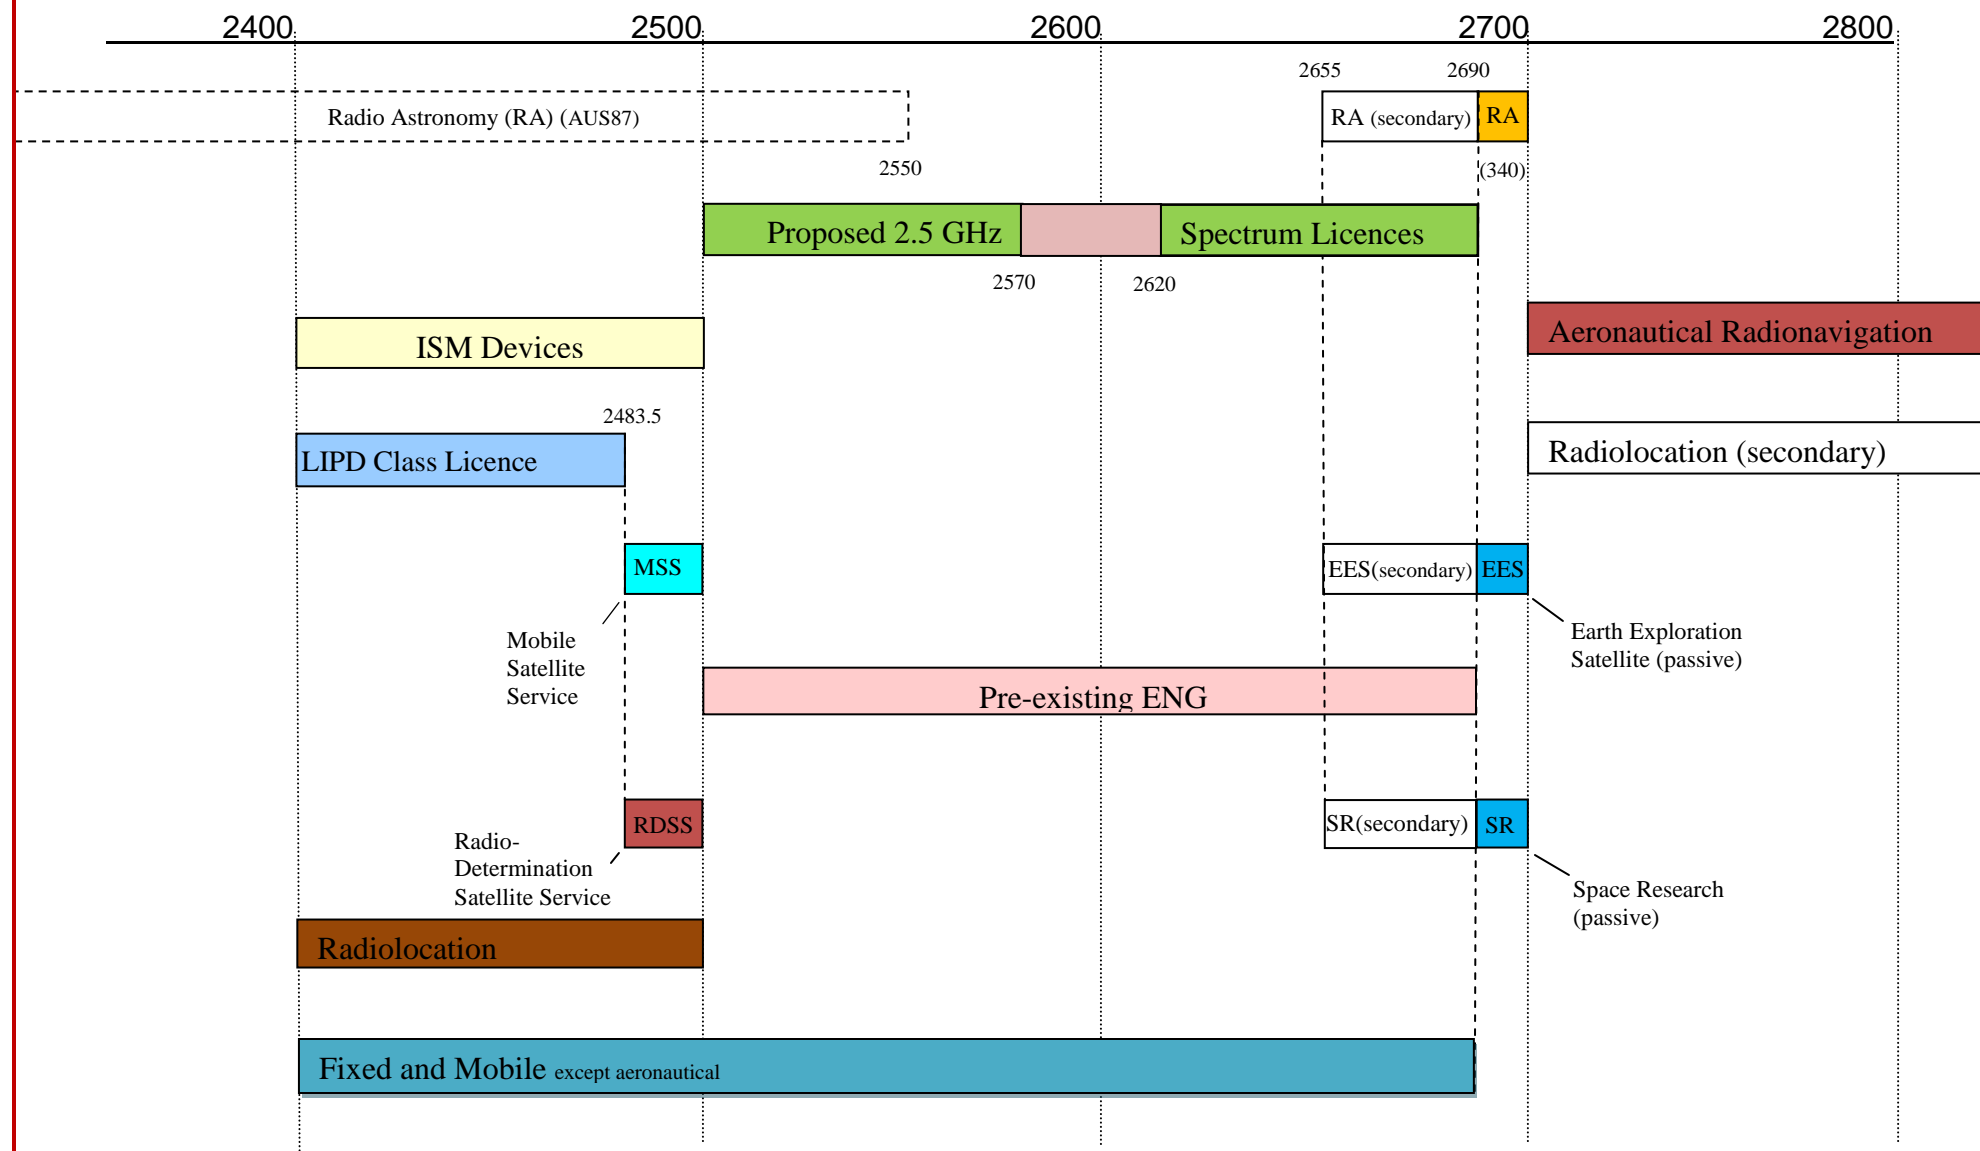 2400 2500 2600 2700 2800
2655 2690
Radio Astronomy (RA) (AUS87)
RA (secondary) RA
2550
(340)
Proposed 2.5 GHz
Spectrum Licences
2570 2620
Aeronautical Radionavigation
ISM Devices
2483.5
LIPD Class Licence
Radiolocation (secondary)
MSS
EES(secondary) EES
Mobile
Satellite
Service
Earth Exploration
Satellite (passive)
Pre-existing ENG
RDSS
SR(secondary) SR
Radio-
Determination
Satellite Service
Space Research
(passive)
Radiolocation
Fixed and Mobile except aeronautical